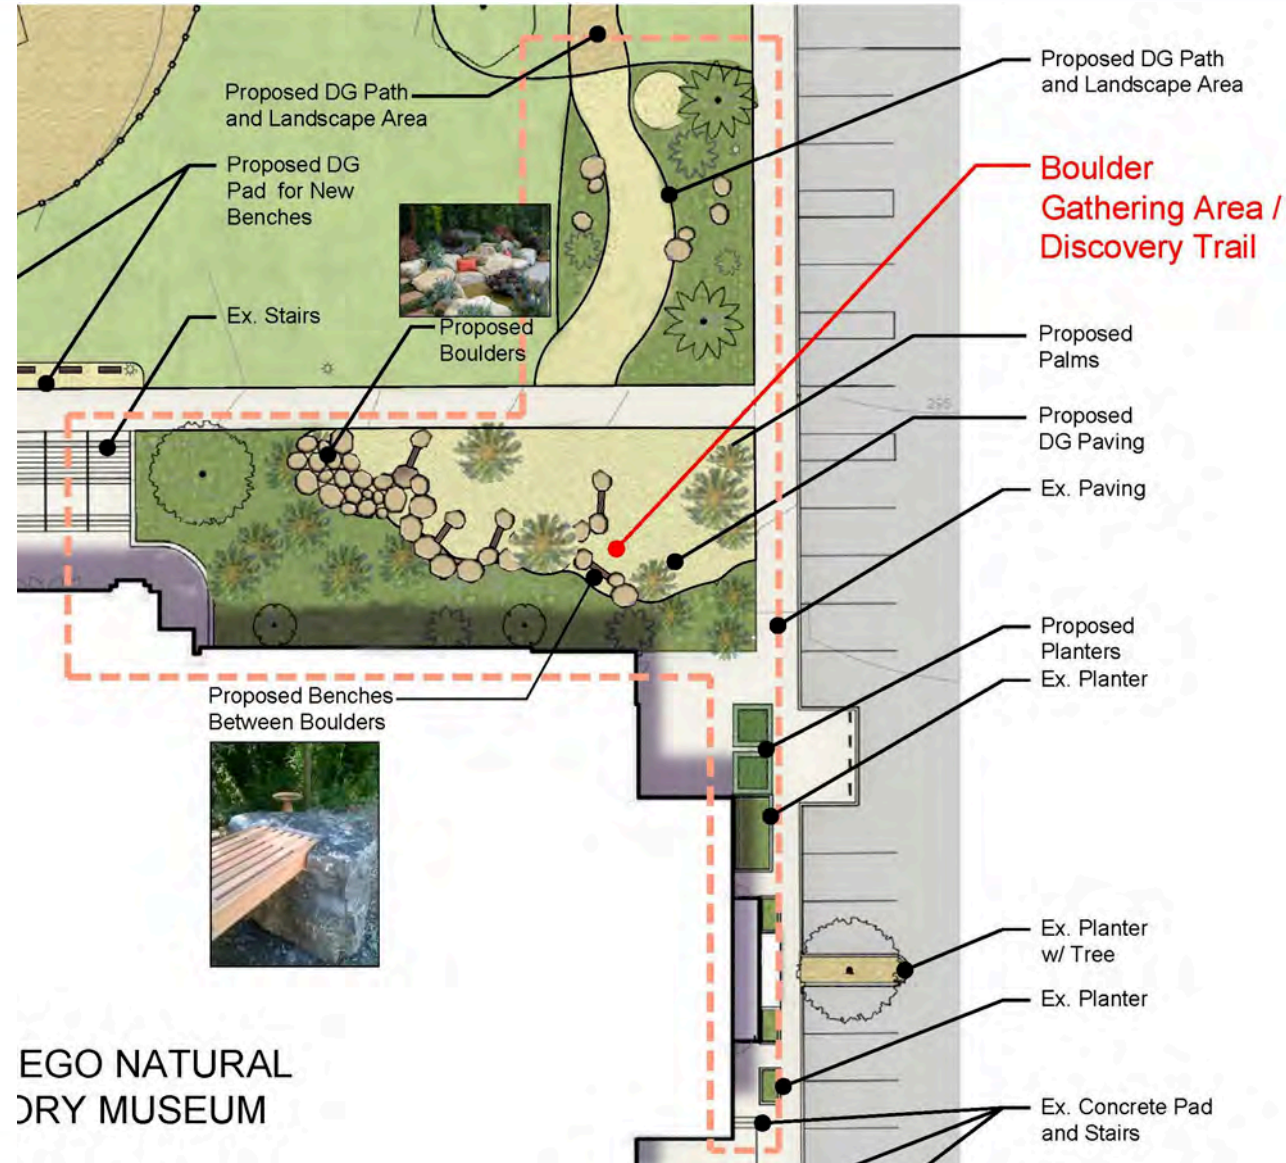 Proposed DG Path
and Landscape Area
Proposed DG
Pad for New
Benches
Ex. Stairs
Proposed
Boulders
Proposed Benches
Between Boulders
EGO NATURAL
ORY MUSEUM
Proposed DG Path
and Landscape Area
Boulder
Gathering Area /
Discovery Trail
Proposed
Palms
Proposed
DG Paving
295
Ex. Paving
Proposed
Planters
Ex. Planter
Ex. Planter
w/ Tree
Ex. Planter
Ex. Concrete Pad
and Stairs